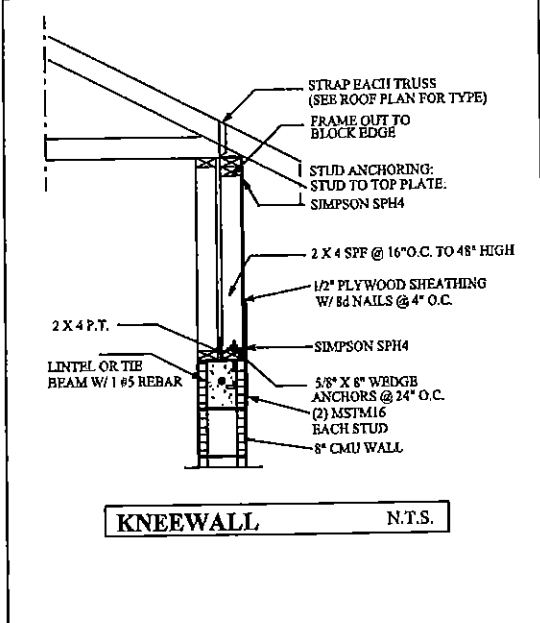 STRAP EACH TRUSS
(SEE ROOF PLAN FOR TYPE)
FRAME OUT TO
BLOCK EDGE
STUD ANCHORING:
STUD TO TOP PLATE:
SIMPSON SPH4
2 X 4 SPF @ 16"O.C. TO 48" HIGH
1/2" PLYWOOD SHEATHING
W/ 8d NAILS @ 4" O.C.
2 X 4 P.T.
SIMPSON SPH4
LINTEL OR TIE
BEAM W/ 1 #5 REBAR
5/8" X 8" WEDGE
ANCHORS @ 24" O.C.
(2) MSTM16
EACH STUD
8" CMU WALL
KNEEWALL N.T.S.